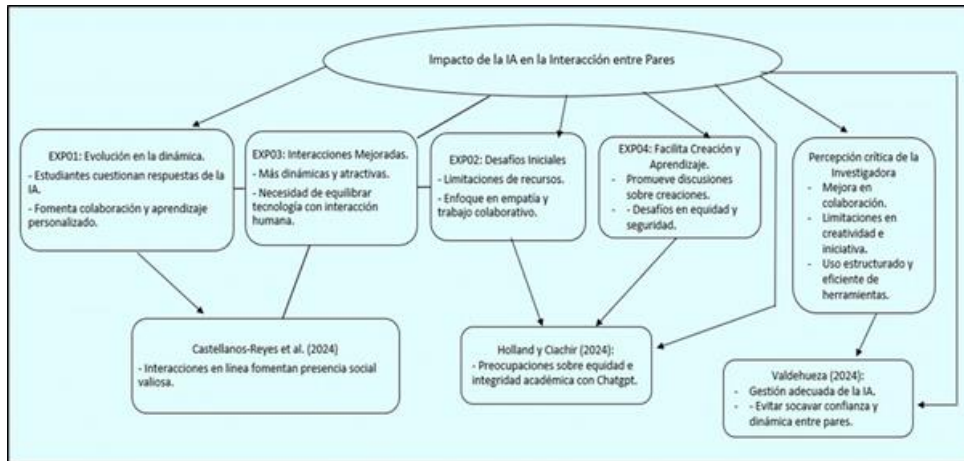 Impacto de la IA en la Interacción entre Pares
EXP01: Evolución en la dinámica.
- Estudiantes cuestionan respuestas de la
IA.
- Fomenta colaboración y aprendizaje
personalizado.
EXP03: Interacciones Mejoradas.
- Más dinámicas y atractivas.
- Necesidad de equilibrar
tecnología con interacción
humana.
EXP02: Desafíos Iniciales
- Limitaciones de recursos.
- Enfoque en empatía y
trabajo colaborativo.
EXP04: Facilita Creación y
Aprendizaje.
- Promueve discusiones
sobre creaciones.
- - Desafíos en equidad y
seguridad.
Percepción crítica de la
Investigadora
- Mejora en
colaboración.
- Limitaciones en
creatividad e
iniciativa.
- Uso estructurado y
eficiente de
herramientas.
Castellanos-Reyes et al. (2024)
- Interacciones en línea fomentan presencia social
valiosa.
Holland y Ciachir (2024):
- Preocupaciones sobre equidad e
integridad académica con Chatgpt.
Valdehueza (2024):
- Gestión adecuada de la IA.
- - Evitar socavar confianza y
dinámica entre pares.